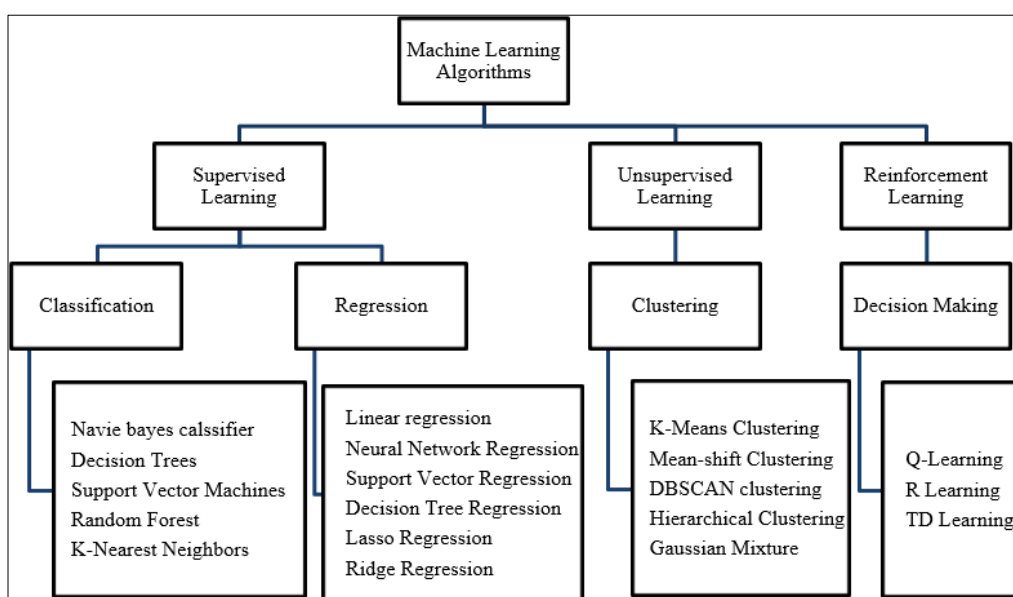 Machine Learning
Algorithms
Supervised
Learning
Unsupervised
Learning
Reinforcement
Learning
Classification
Regression
Clustering
Decision Making
Navie bayes calssifier
Decision Trees
Support Vector Machines
Random Forest
K-Nearest Neighbors
Linear regression
Neural Network Regression
Support Vector Regression
Decision Tree Regression
Lasso Regression
Ridge Regression
K-Means Clustering
Mean-shift Clustering
DBSCAN clustering
Hierarchical Clustering
Gaussian Mixture
Q-Learning
R Learning
TD Learning